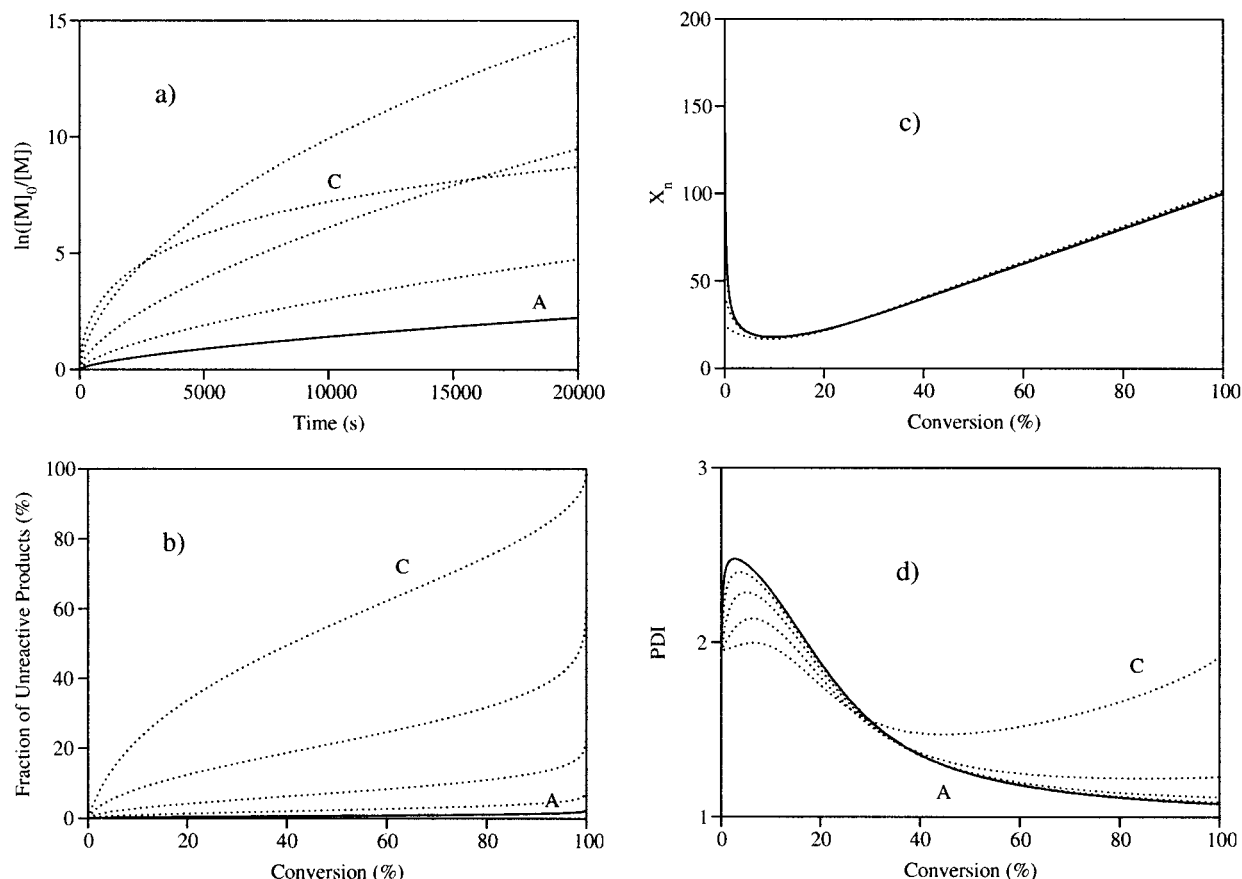 15
10
5
0
ln([M]0/[M])
a)
C
A
0
5000
10000
15000
20000
Time (s)
200
150
100
50
0
Xn
c)
0
20
40
60
80
100
Conversion (%)
100
80
60
40
20
0
Fraction of Unreactive Products (%)
b)
C
A
0
20
40
60
80
100
Conversion (%)
3
2
1
PDI
d)
C
A
0
20
40
60
80
100
Conversion (%)